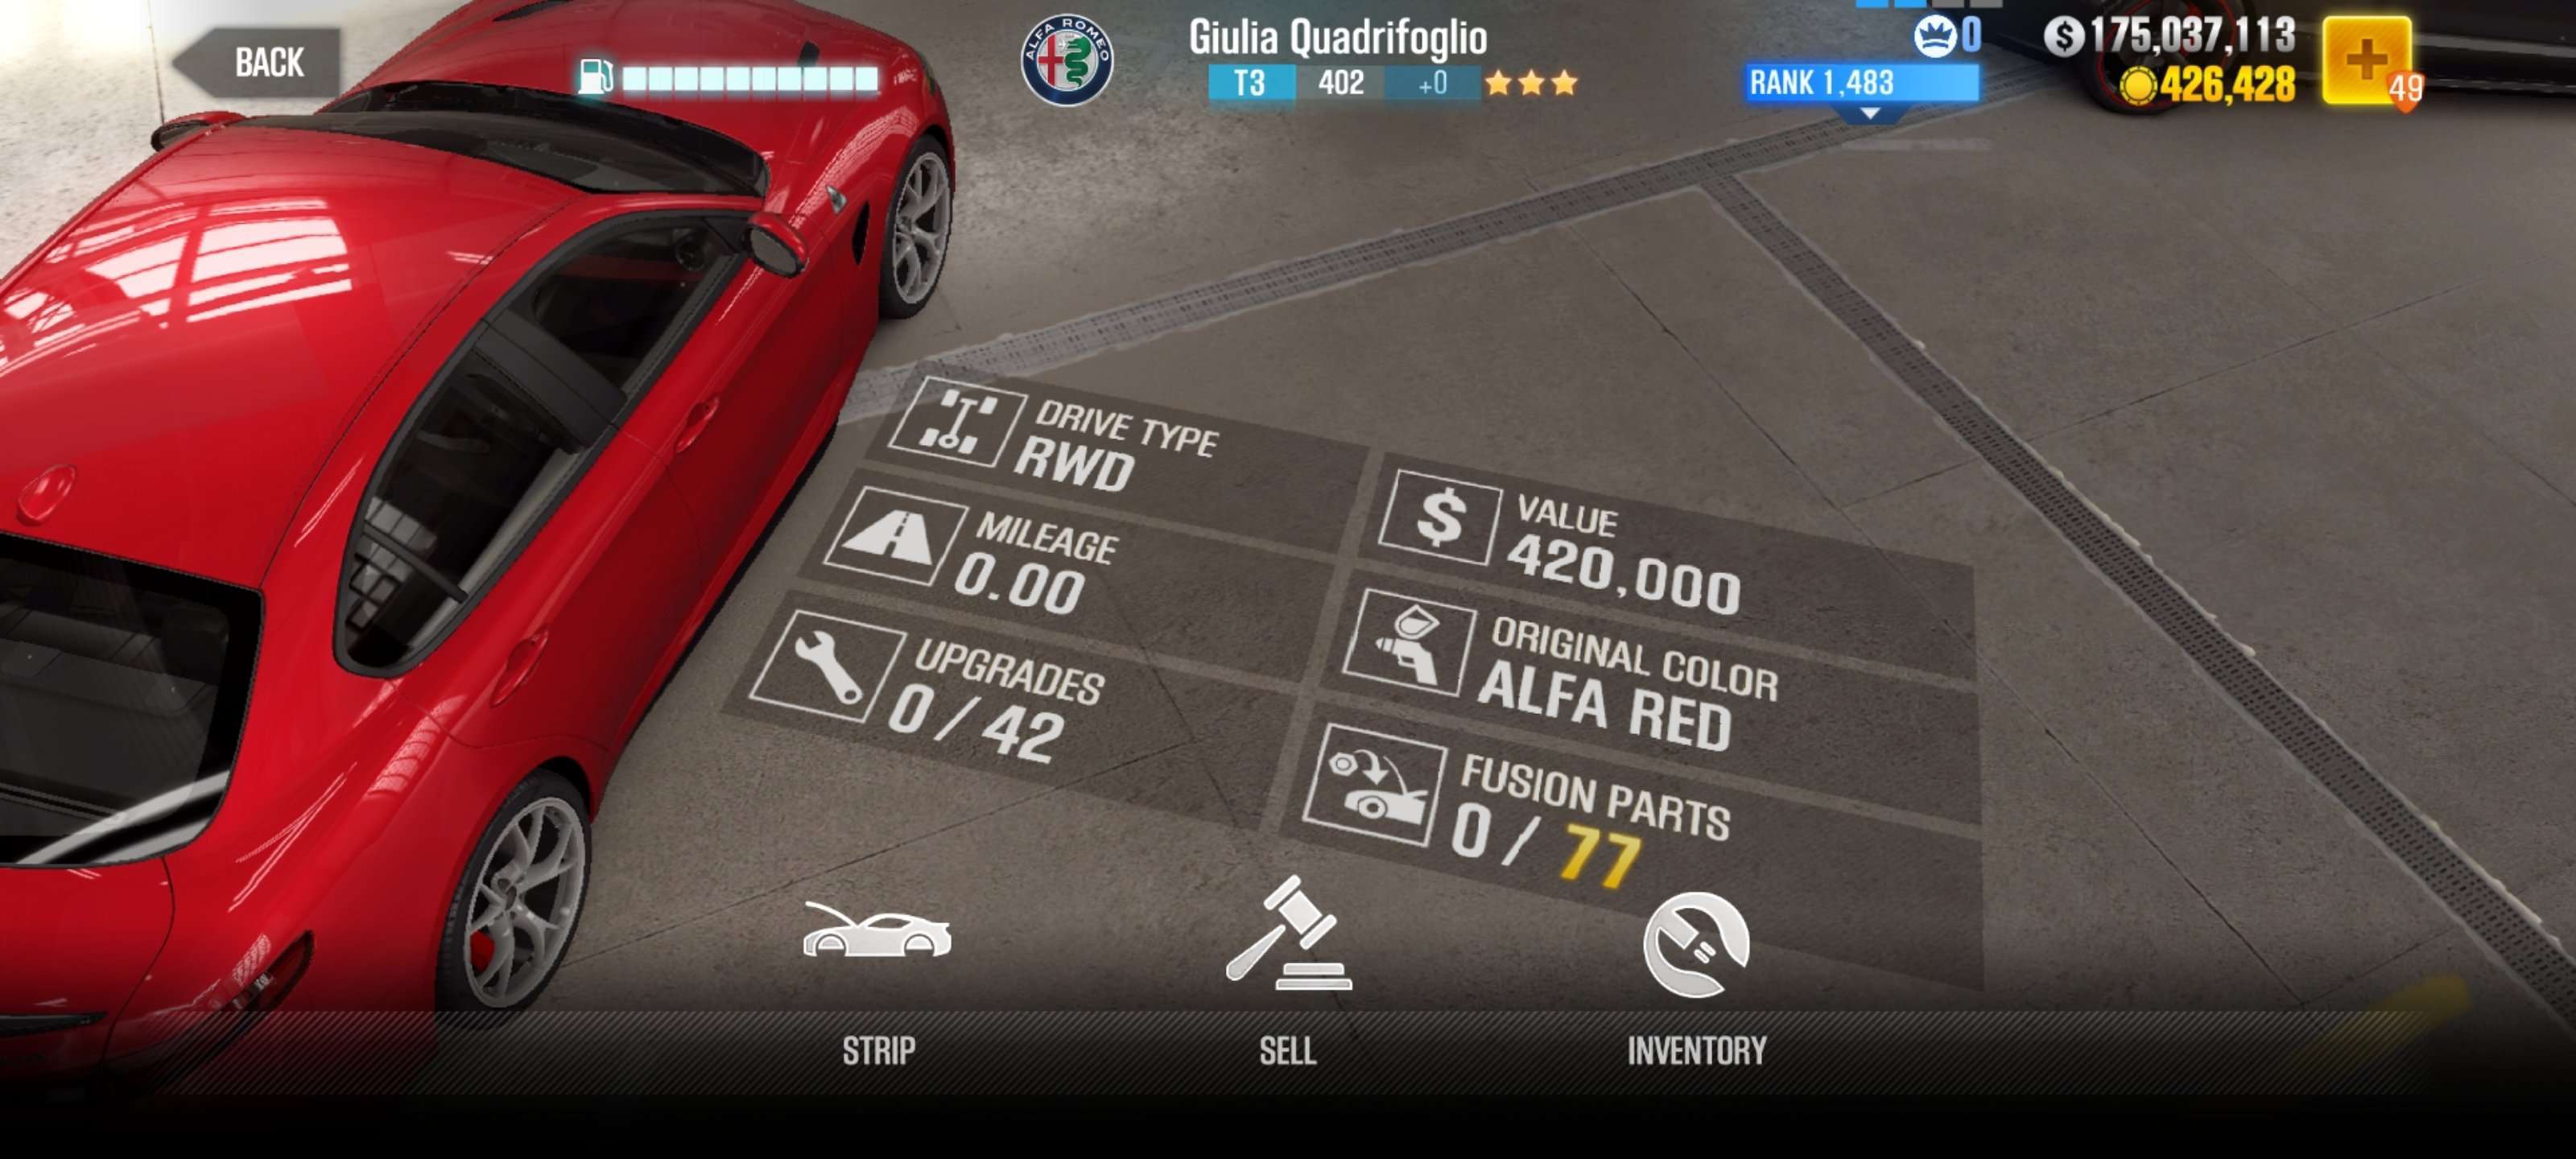 BACK
ALFA ROMEO
Giulia Quadrifoglio
T3 402 +0
0
RANK 1,483
175,037,113
426,428
49
DRIVE TYPE
RWD
MILEAGE
0.00
UPGRADES
0 / 42
VALUE
420,000
ORIGINAL COLOR
ALFA RED
FUSION PARTS
0 / 77
STRIP
SELL
INVENTORY